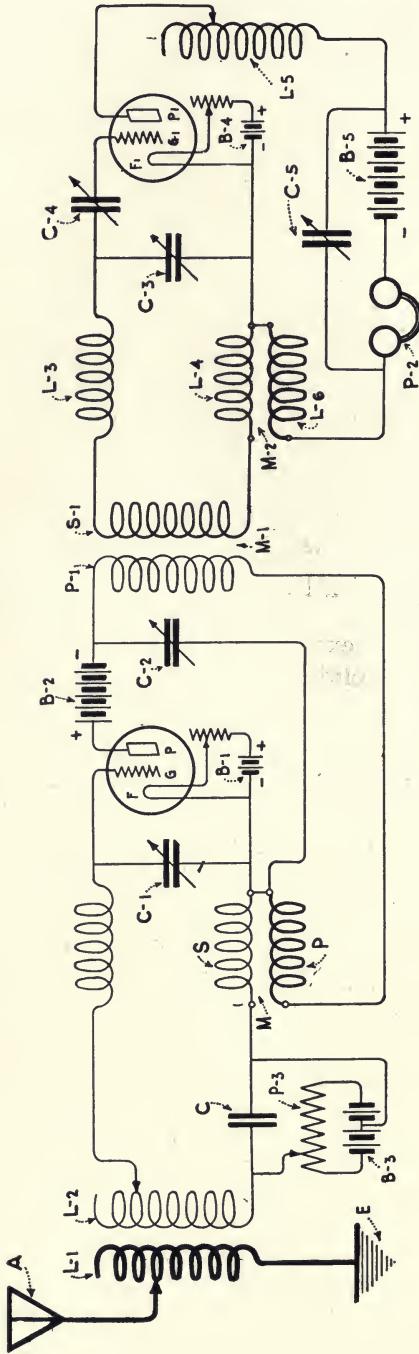 A
L-1
E
L-2
C
P-3
B-3
M
S
P
C-1
F
G
P
B-1
+
-
B-2
+
-
C-2
P-1
M-1
S-1
L-3
L-4
M-2
L-6
C-3
C-4
F1
G1
P1
B-4
+
-
L-5
C-5
B-5
+
P-2